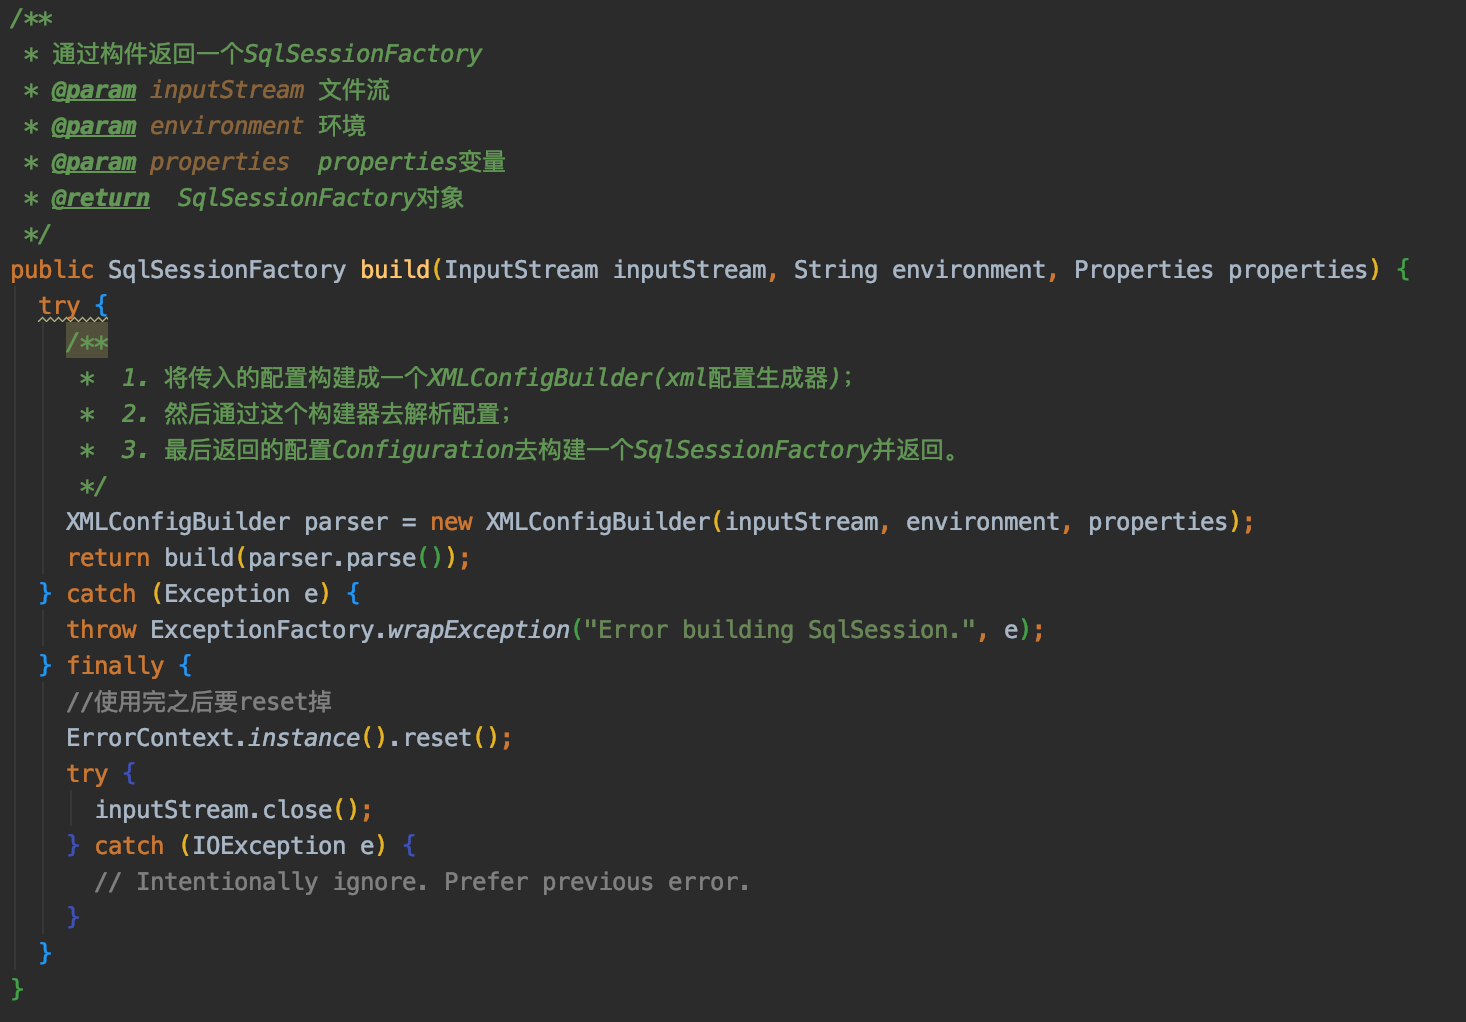 /**
 * 通过构件返回一个SqlSessionFactory
 * @param inputStream 文件流
 * @param environment 环境
 * @param properties  properties变量
 * @return  SqlSessionFactory对象
 */
public SqlSessionFactory build(InputStream inputStream, String environment, Properties properties) {
  try {
    /**
     *  1. 将传入的配置构建成一个XMLConfigBuilder(xml配置生成器);
     *  2. 然后通过这个构建器去解析配置;
     *  3. 最后返回的配置Configuration去构建一个SqlSessionFactory并返回。
     */
    XMLConfigBuilder parser = new XMLConfigBuilder(inputStream, environment, properties);
    return build(parser.parse());
  } catch (Exception e) {
    throw ExceptionFactory.wrapException("Error building SqlSession.", e);
  } finally {
    //使用完之后要reset掉
    ErrorContext.instance().reset();
    try {
      inputStream.close();
    } catch (IOException e) {
      // Intentionally ignore. Prefer previous error.
    }
  }
}